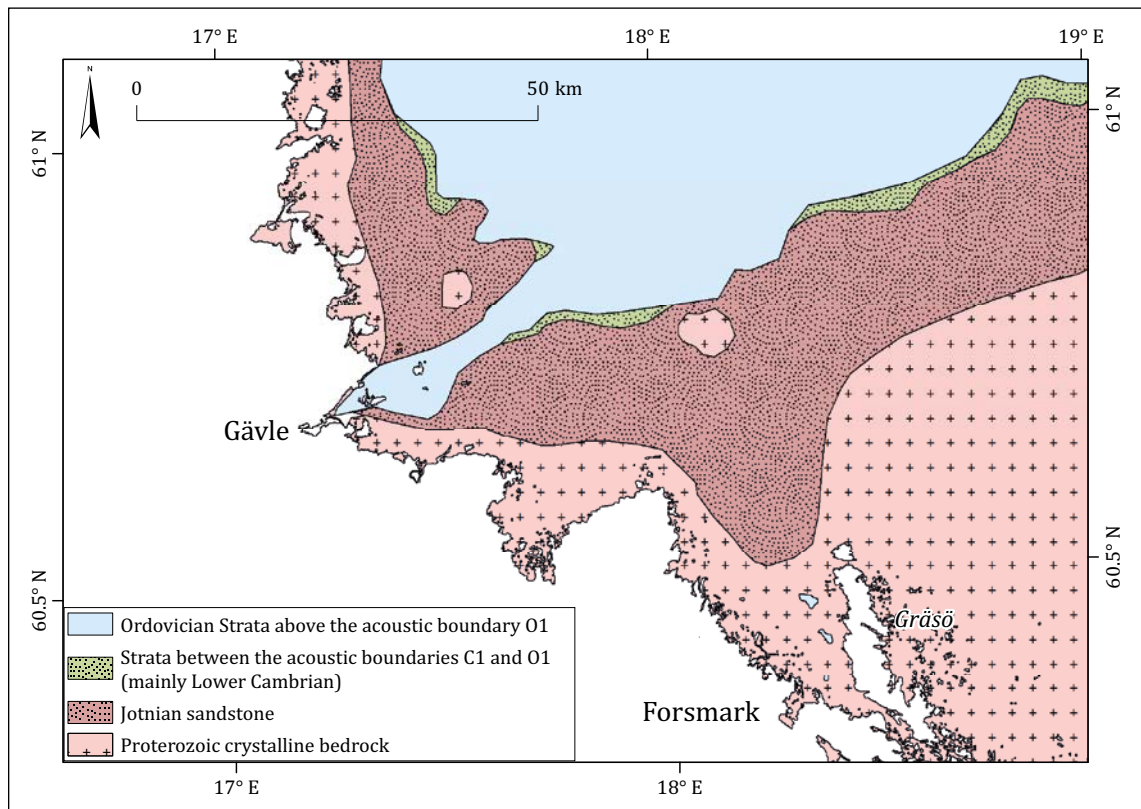 17° E
18° E
19° E
N
0
50 km
61° N
61° N
Gävle
60.5° N
60.5° N
Gräsö
Forsmark
Ordovician Strata above the acoustic boundary O1
Strata between the acoustic boundaries C1 and O1
(mainly Lower Cambrian)
Jotnian sandstone
Proterozoic crystalline bedrock
17° E
18° E